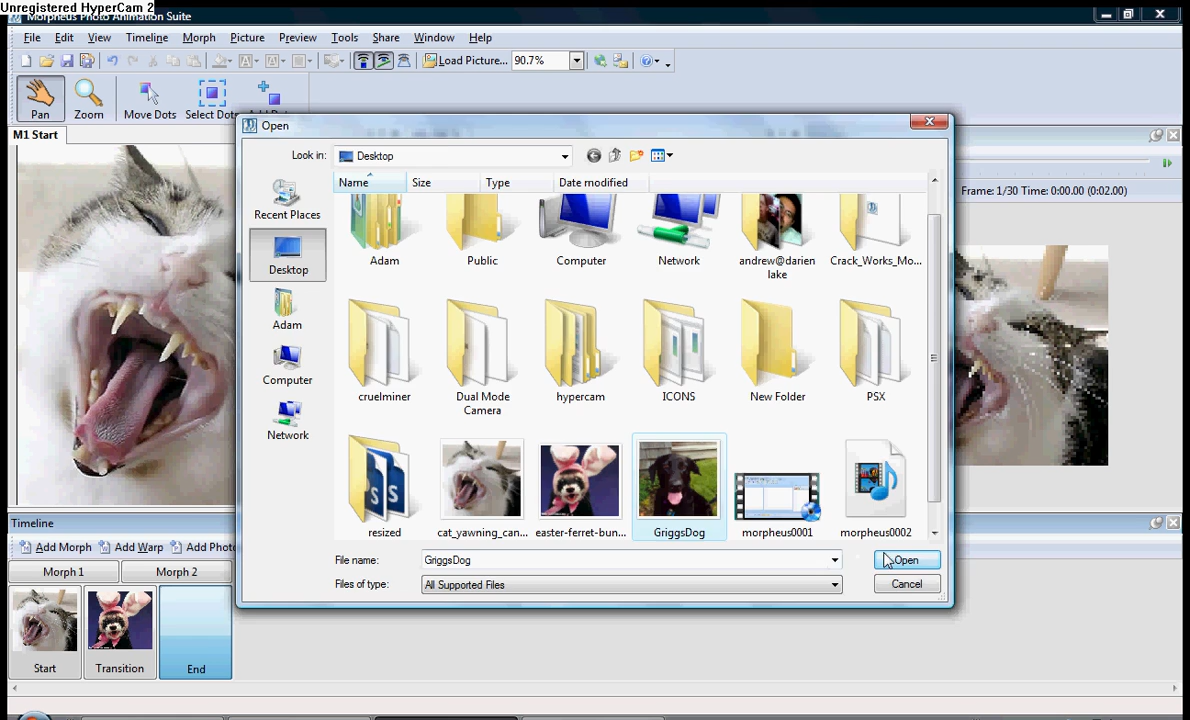 Unregistered HyperCam 2
Morpheus Photo Animation Suite
File Edit View Timeline Morph Picture Preview Tools Share Window Help
Load Picture... 90.7%
Pan Zoom Move Dots Select Dots
M1 Start
Open
Look in: Desktop
Name Size Type Date modified
Frame: 1/30 Time: 0:00.00 (0:02.00)
Recent Places
Desktop
Adam
Computer
Network
Adam Public Computer Network andrew@darien lake Crack_Works_Mo...
cruelminer Dual Mode Camera hypercam ICONS New Folder PSX
resized cat_yawning_can... easter-ferret-bun... GriggsDog morpheus0001 morpheus0002
File name: GriggsDog Open
Files of type: All Supported Files Cancel
Timeline
Add Morph Add Warp Add Photo
Morph 1 Morph 2
Start Transition End